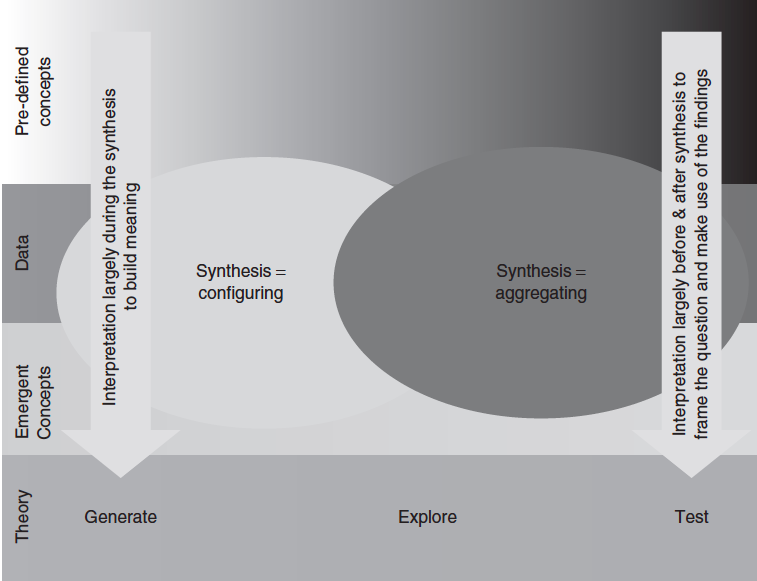 Pre-defined
concepts
Interpretation largely during the synthesis
to build meaning
Interpretation largely before & after synthesis to
frame the question and make use of the findings
Data
Synthesis =
configuring
Synthesis =
aggregating
Emergent
Concepts
Theory
Generate
Explore
Test